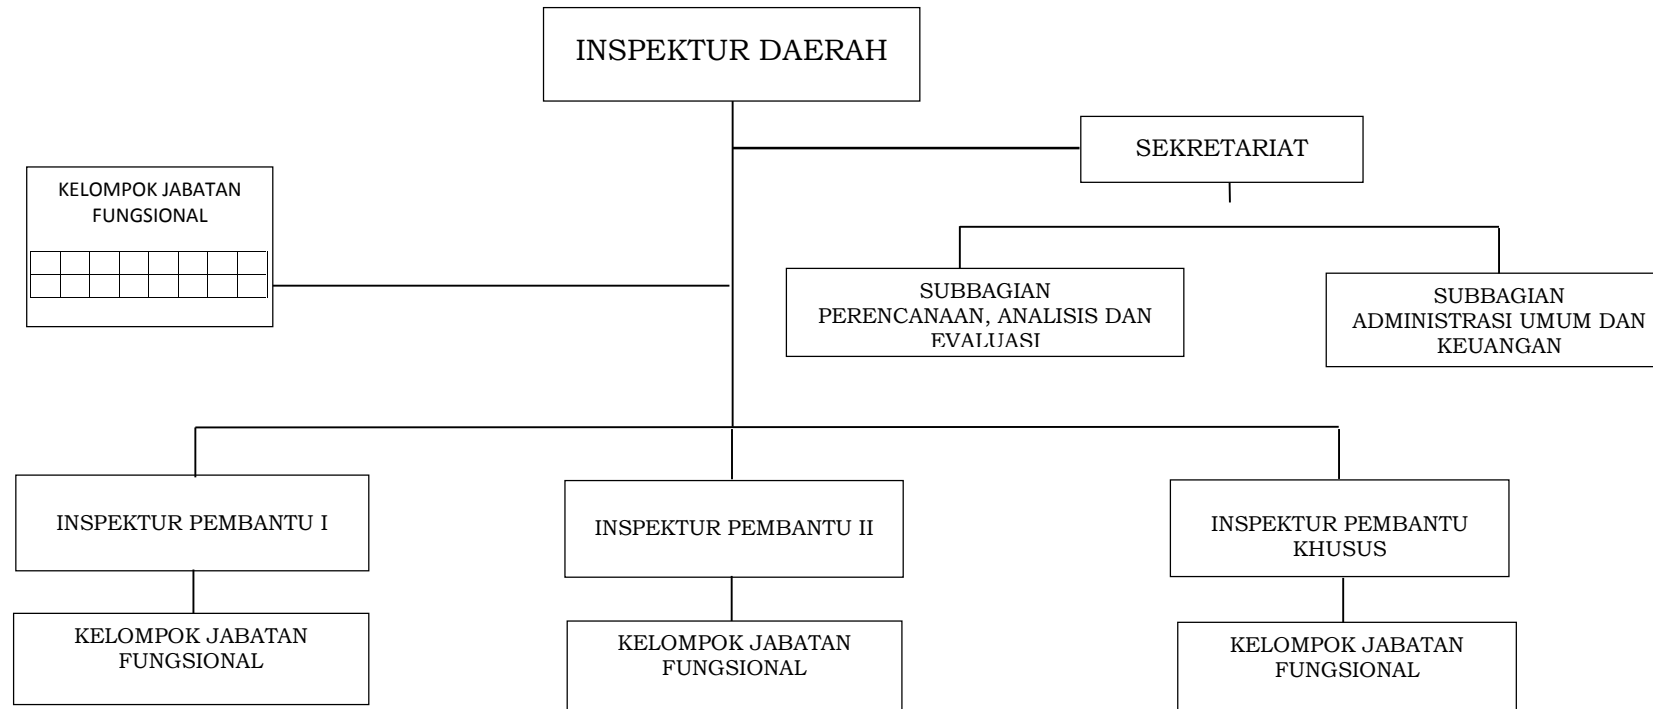 INSPEKTUR DAERAH
SEKRETARIAT
KELOMPOK JABATAN
FUNGSIONAL
SUBBAGIAN
PERENCANAAN, ANALISIS DAN
EVALUASI
SUBBAGIAN
ADMINISTRASI UMUM DAN
KEUANGAN
INSPEKTUR PEMBANTU I
INSPEKTUR PEMBANTU II
INSPEKTUR PEMBANTU
KHUSUS
KELOMPOK JABATAN
FUNGSIONAL
KELOMPOK JABATAN
FUNGSIONAL
KELOMPOK JABATAN
FUNGSIONAL